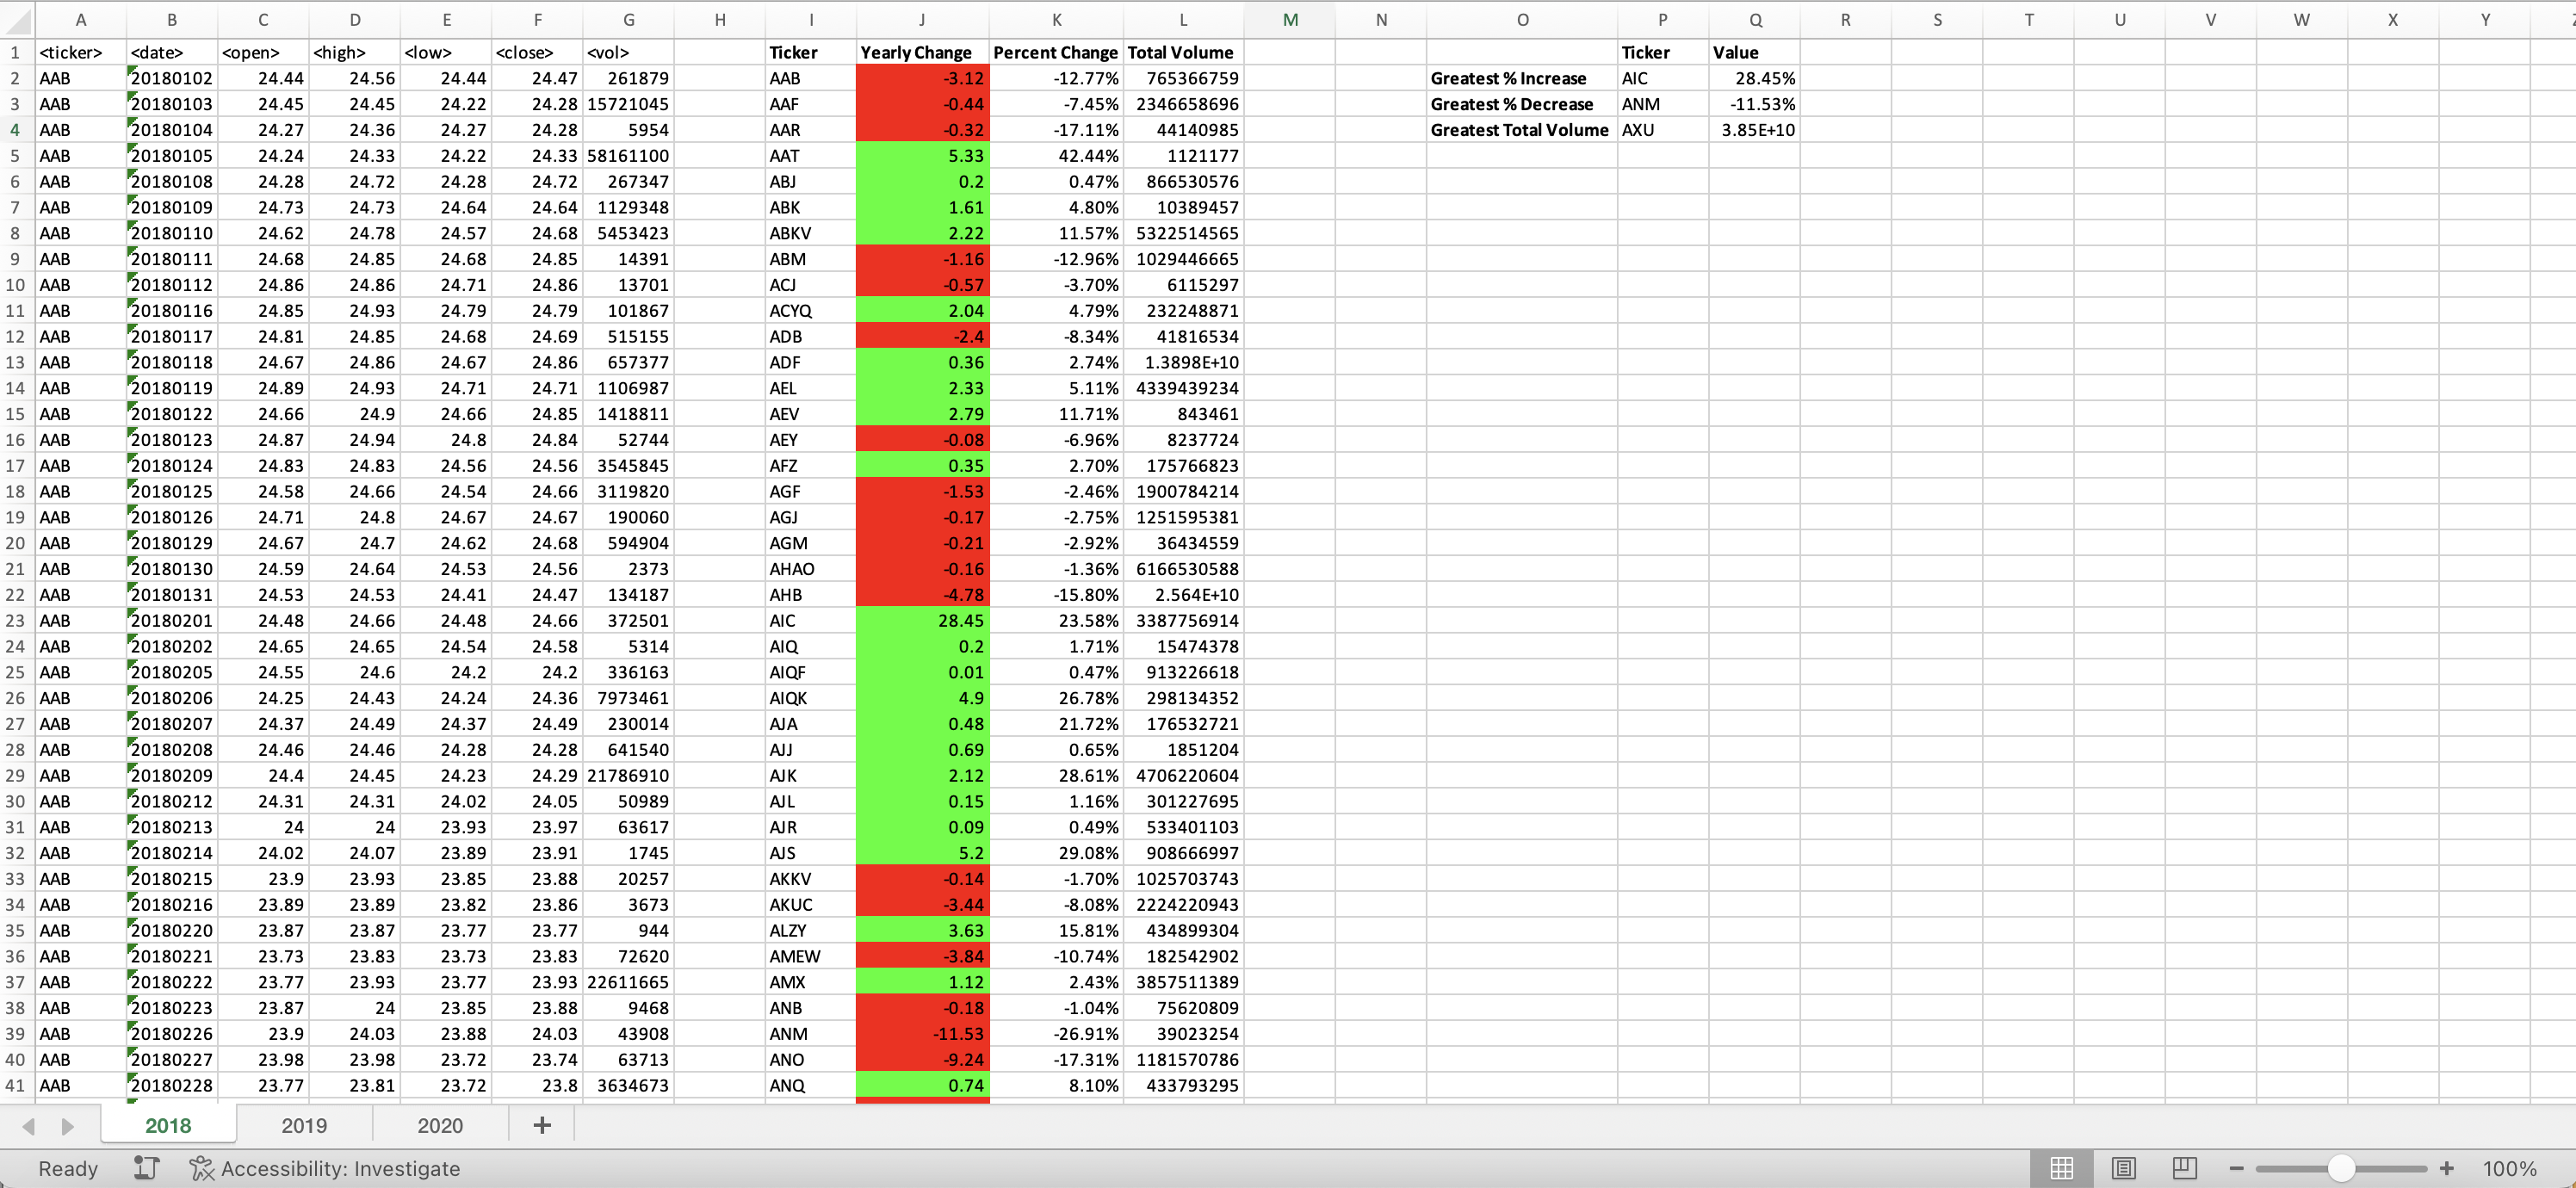 A B C D E F G H I J K L M N O P Q R S T U V W X Y
1 <ticker> <date> <open> <high> <low> <close> <vol> Ticker Yearly Change Percent Change Total Volume Ticker Value
2 AAB 20180102 24.44 24.56 24.44 24.47 261879 AAB -3.12 -12.77% 765366759 Greatest % Increase AIC 28.45%
3 AAB 20180103 24.45 24.45 24.22 24.28 15721045 AAF -0.44 -7.45% 2346658696 Greatest % Decrease ANM -11.53%
4 AAB 20180104 24.27 24.36 24.27 24.28 5954 AAR -0.32 -17.11% 44140985 Greatest Total Volume AXU 3.85E+10
5 AAB 20180105 24.24 24.33 24.22 24.33 58161100 AAT 5.33 42.44% 1121177
6 AAB 20180108 24.28 24.72 24.28 24.72 267347 ABJ 0.2 0.47% 866530576
7 AAB 20180109 24.73 24.73 24.64 24.64 1129348 ABK 1.61 4.80% 10389457
8 AAB 20180110 24.62 24.78 24.57 24.68 5453423 ABKV 2.22 11.57% 5322514565
9 AAB 20180111 24.68 24.85 24.68 24.85 14391 ABM -1.16 -12.96% 1029446665
10 AAB 20180112 24.86 24.86 24.71 24.86 13701 ACJ -0.57 -3.70% 6115297
11 AAB 20180116 24.85 24.93 24.79 24.79 101867 ACYQ 2.04 4.79% 232248871
12 AAB 20180117 24.81 24.85 24.68 24.69 515155 ADB -2.4 -8.34% 41816534
13 AAB 20180118 24.67 24.86 24.67 24.86 657377 ADF 0.36 2.74% 1.3898E+10
14 AAB 20180119 24.89 24.93 24.71 24.71 1106987 AEL 2.33 5.11% 4339439234
15 AAB 20180122 24.66 24.9 24.66 24.85 1418811 AEV 2.79 11.71% 843461
16 AAB 20180123 24.87 24.94 24.8 24.84 52744 AEY -0.08 -6.96% 8237724
17 AAB 20180124 24.83 24.83 24.56 24.56 3545845 AFZ 0.35 2.70% 175766823
18 AAB 20180125 24.58 24.66 24.54 24.66 3119820 AGF -1.53 -2.46% 1900784214
19 AAB 20180126 24.71 24.8 24.67 24.67 190060 AGJ -0.17 -2.75% 1251595381
20 AAB 20180129 24.67 24.7 24.62 24.68 594904 AGM -0.21 -2.92% 36434559
21 AAB 20180130 24.59 24.64 24.53 24.56 2373 AHAO -0.16 -1.36% 6166530588
22 AAB 20180131 24.53 24.53 24.41 24.47 134187 AHB -4.78 -15.80% 2.564E+10
23 AAB 20180201 24.48 24.66 24.48 24.66 372501 AIC 28.45 23.58% 3387756914
24 AAB 20180202 24.65 24.65 24.54 24.58 5314 AIQ 0.2 1.71% 15474378
25 AAB 20180205 24.55 24.6 24.2 24.2 336163 AIQF 0.01 0.47% 913226618
26 AAB 20180206 24.25 24.43 24.24 24.36 7973461 AIQK 4.9 26.78% 298134352
27 AAB 20180207 24.37 24.49 24.37 24.49 230014 AJA 0.48 21.72% 176532721
28 AAB 20180208 24.46 24.46 24.28 24.28 641540 AJJ 0.69 0.65% 1851204
29 AAB 20180209 24.4 24.45 24.23 24.29 21786910 AJK 2.12 28.61% 4706220604
30 AAB 20180212 24.31 24.31 24.02 24.05 50989 AJL 0.15 1.16% 301227695
31 AAB 20180213 24 24 23.93 23.97 63617 AJR 0.09 0.49% 533401103
32 AAB 20180214 24.02 24.07 23.89 23.91 1745 AJS 5.2 29.08% 908666997
33 AAB 20180215 23.9 23.93 23.85 23.88 20257 AKKV -0.14 -1.70% 1025703743
34 AAB 20180216 23.89 23.89 23.82 23.86 3673 AKUC -3.44 -8.08% 2224220943
35 AAB 20180220 23.87 23.87 23.77 23.77 944 ALZY 3.63 15.81% 434899304
36 AAB 20180221 23.73 23.83 23.73 23.83 72620 AMEW -3.84 -10.74% 182542902
37 AAB 20180222 23.77 23.93 23.77 23.93 22611665 AMX 1.12 2.43% 3857511389
38 AAB 20180223 23.87 24 23.85 23.88 9468 ANB -0.18 -1.04% 75620809
39 AAB 20180226 23.9 24.03 23.88 24.03 43908 ANM -11.53 -26.91% 39023254
40 AAB 20180227 23.98 23.98 23.72 23.74 63713 ANO -9.24 -17.31% 1181570786
41 AAB 20180228 23.77 23.81 23.72 23.8 3634673 ANQ 0.74 8.10% 433793295
2018 2019 2020 +
Ready Accessibility: Investigate 100%